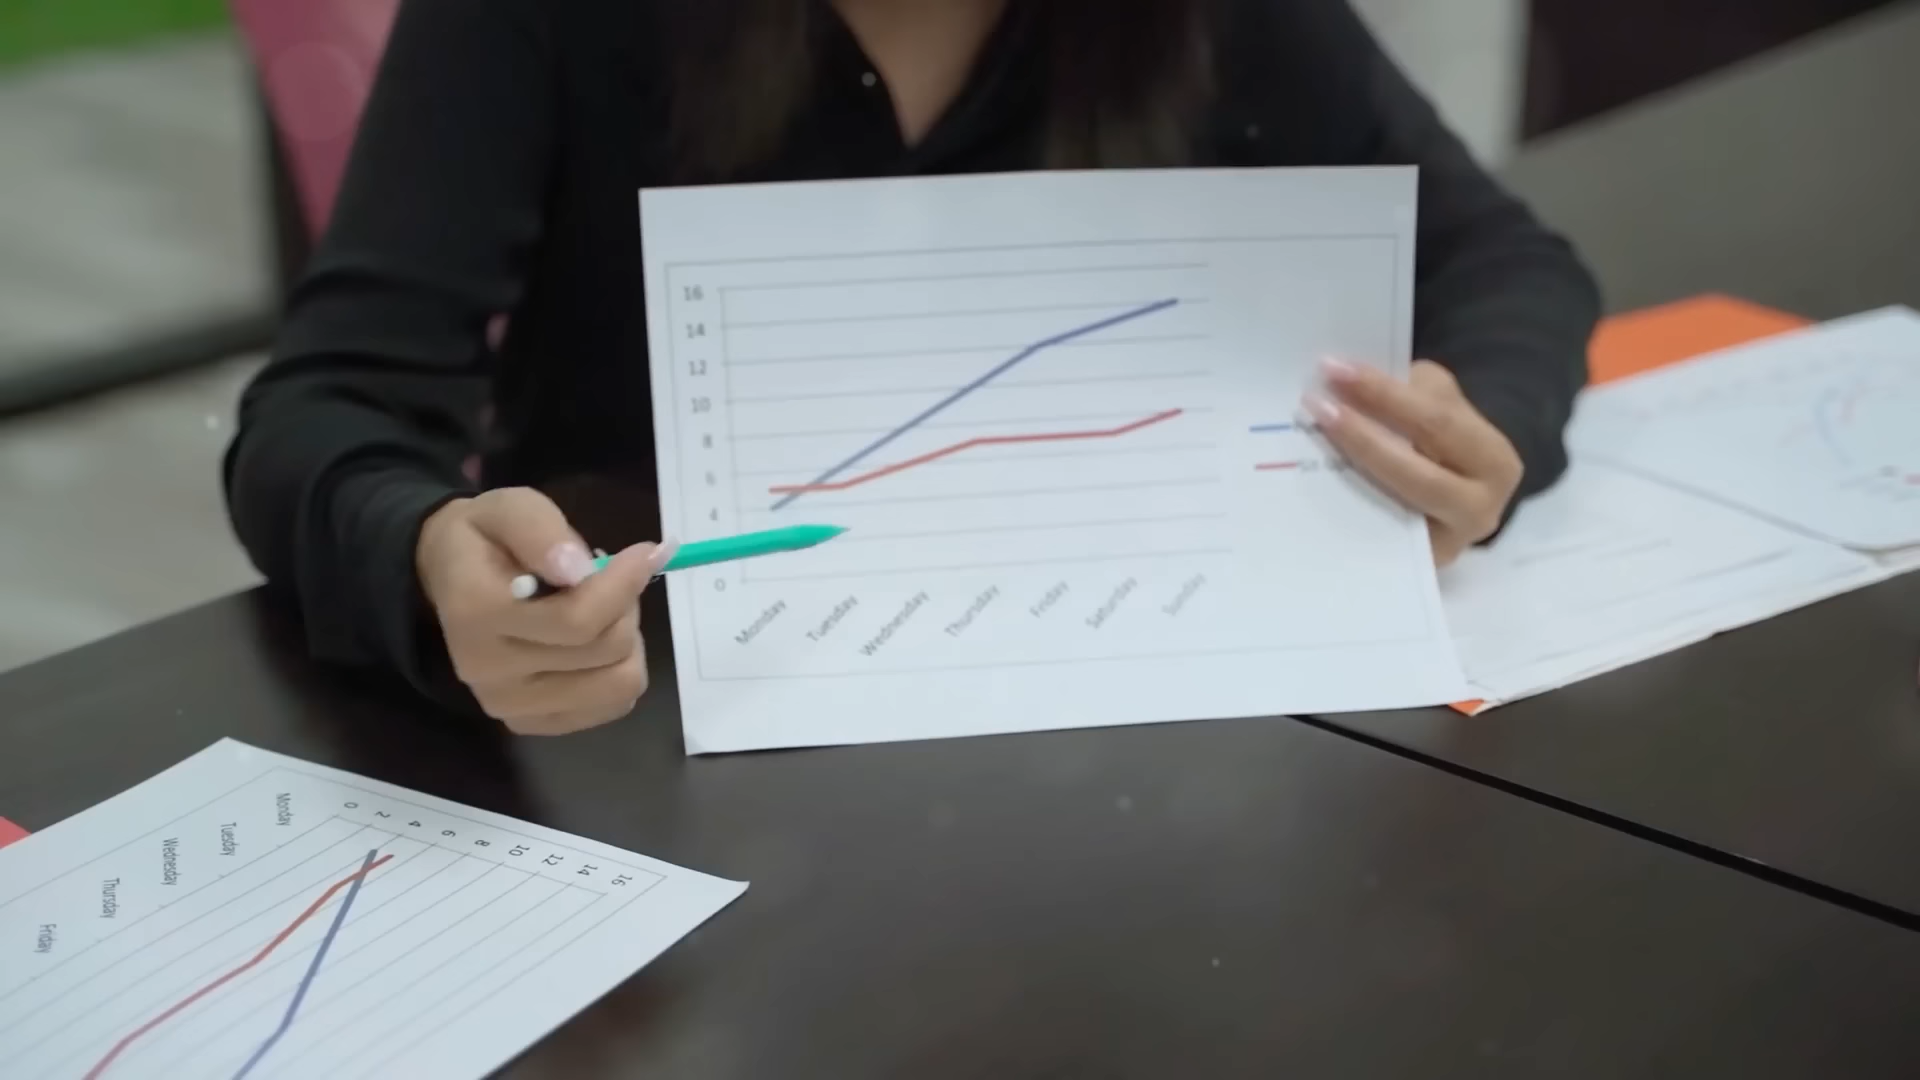 16
14
12
10
8
6
4
0
Monday Tuesday Wednesday Thursday Friday Saturday Sunday
0 2 4 6 8 10 12 14 16
Monday
Tuesday
Wednesday
Thursday
Friday